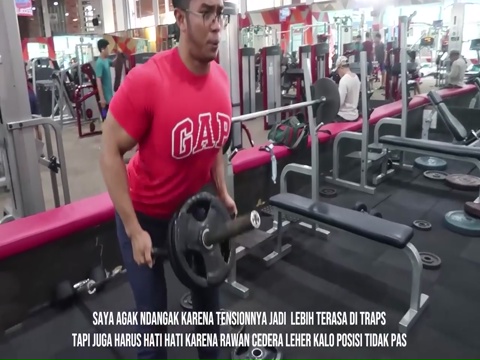 GAP
SAYA AGAK NDANGAK KARENA TENSIONNYA JADI LEBIH TERASA DI TRAPS
TAPI JUGA HARUS HATI HATI KARENA RAWAN CEDERA LEHER KALO POSISI TIDAK PAS